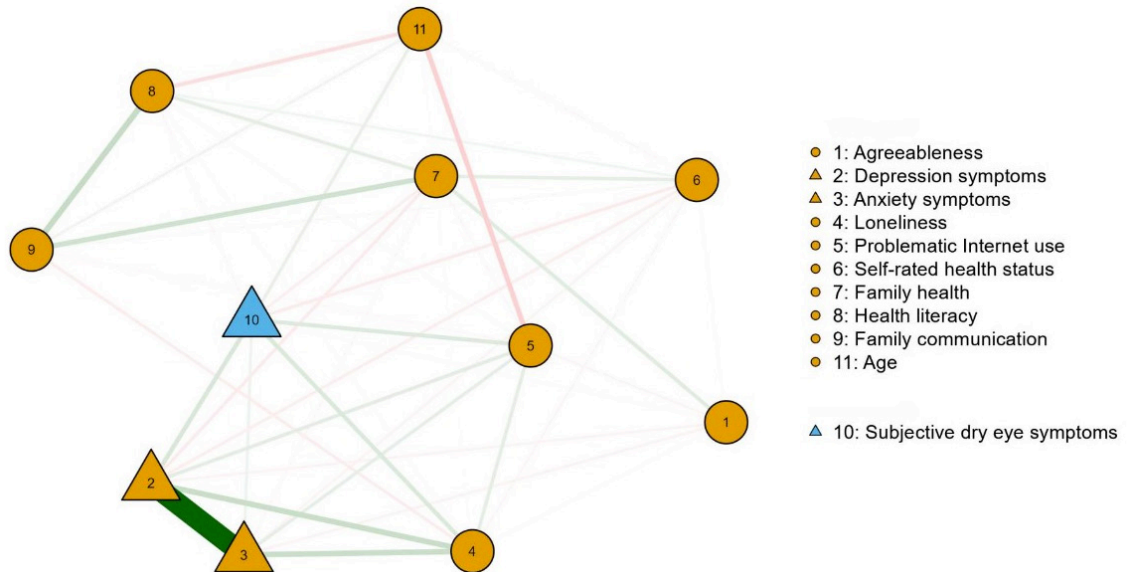 11
8
7
6
9
10
5
1
2
3
4
1: Agreeableness
2: Depression symptoms
3: Anxiety symptoms
4: Loneliness
5: Problematic Internet use
6: Self-rated health status
7: Family health
8: Health literacy
9: Family communication
11: Age
10: Subjective dry eye symptoms